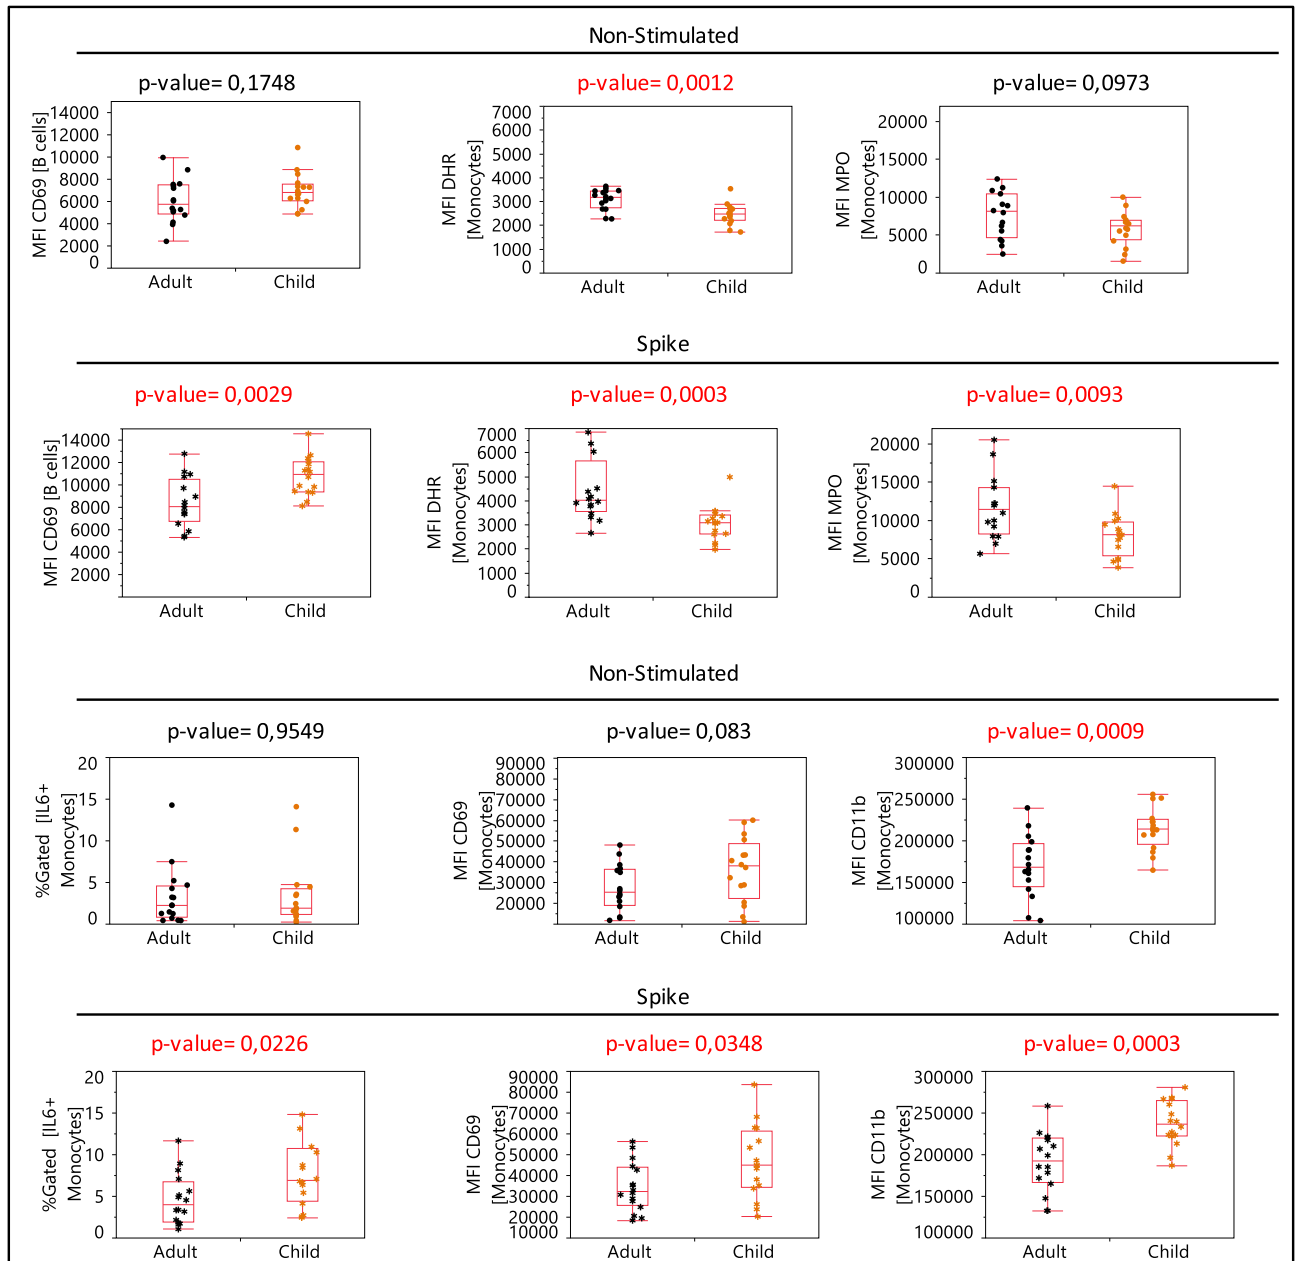 Non-Stimulated
p-value= 0,1748
p-value= 0,0012
p-value= 0,0973
MFI CD69 [B cells]
14000
12000
10000
8000
6000
4000
2000
0
Adult
Child
MFI DHR
[Monocytes]
7000
6000
5000
4000
3000
2000
1000
0
Adult
Child
MFI MPO
[Monocytes]
20000
15000
10000
5000
0
Adult
Child
Spike
p-value= 0,0029
p-value= 0,0003
p-value= 0,0093
MFI CD69 [B cells]
14000
12000
10000
8000
6000
4000
2000
Adult
Child
MFI DHR
[Monocytes]
7000
6000
5000
4000
3000
2000
1000
0
Adult
Child
MFI MPO
[Monocytes]
20000
15000
10000
5000
0
Adult
Child
Non-Stimulated
p-value= 0,9549
p-value= 0,083
p-value= 0,0009
%Gated [IL6+
Monocytes]
20
15
10
5
0
Adult
Child
MFI CD69
[Monocytes]
90000
80000
70000
60000
50000
40000
30000
20000
Adult
Child
MFI CD11b
[Monocytes]
300000
250000
200000
150000
100000
Adult
Child
Spike
p-value= 0,0226
p-value= 0,0348
p-value= 0,0003
%Gated [IL6+
Monocytes]
20
15
10
5
0
Adult
Child
MFI CD69
[Monocytes]
90000
80000
70000
60000
50000
40000
30000
20000
10000
Adult
Child
MFI CD11b
[Monocytes]
300000
250000
200000
150000
100000
Adult
Child